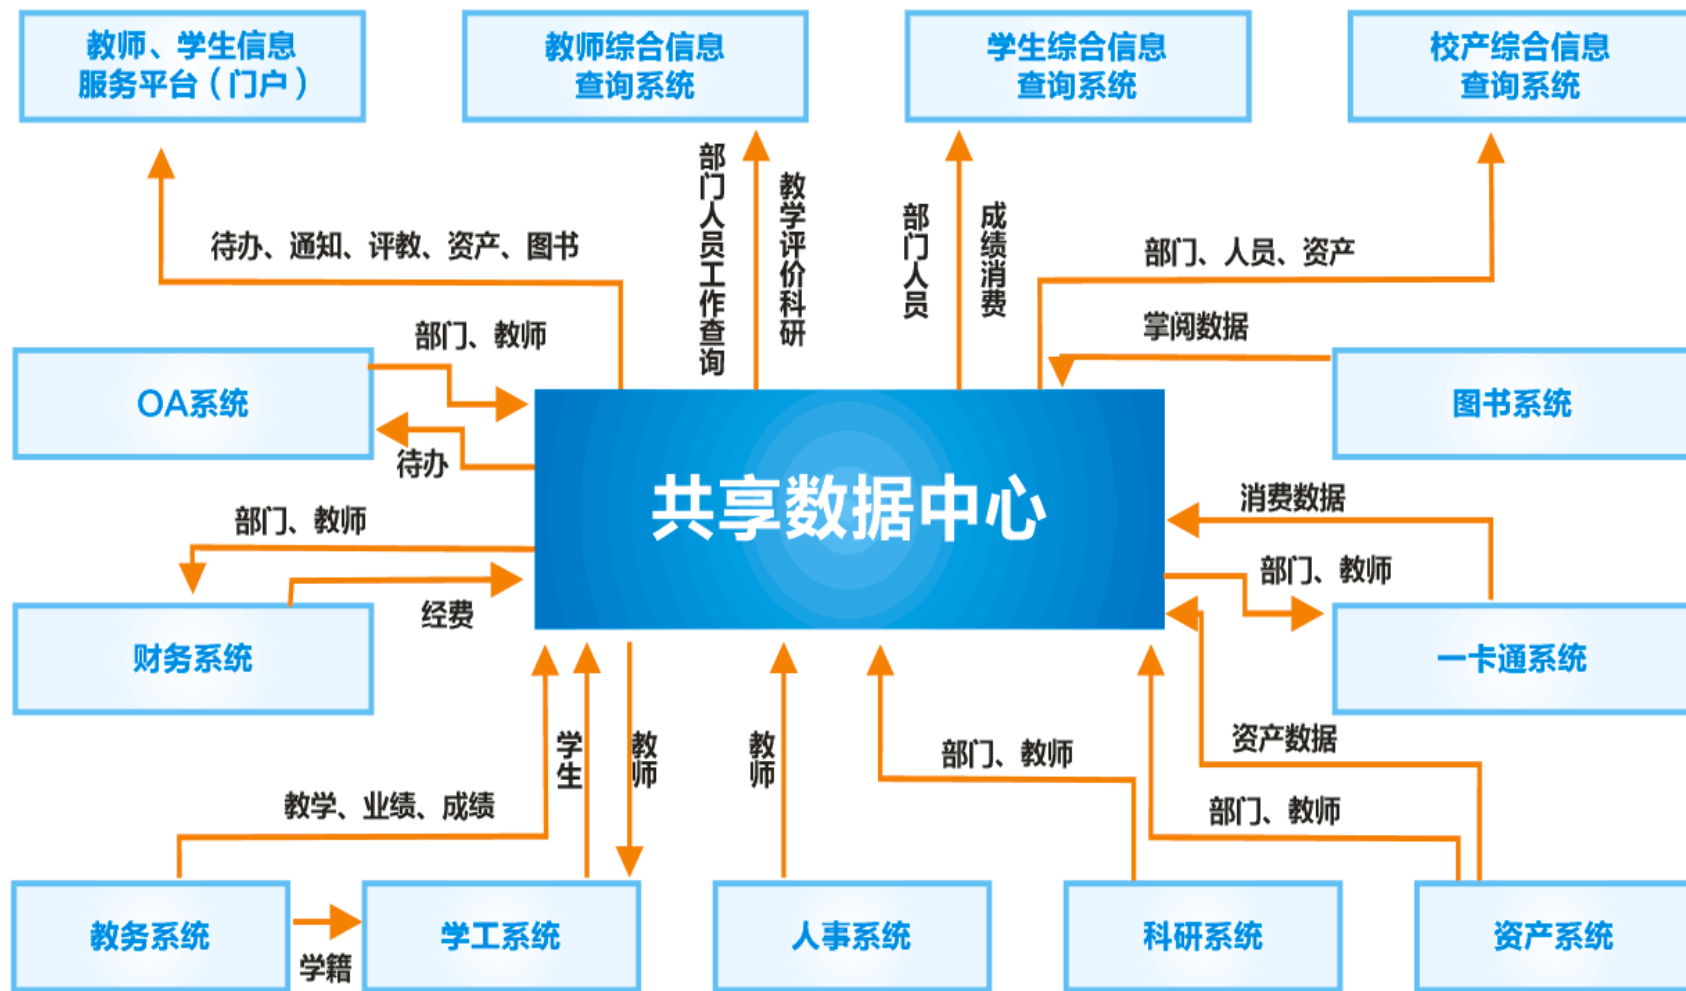 教师、学生信息
服务平台（门户）
教师综合信息
查询系统
学生综合信息
查询系统
校产综合信息
查询系统
部门人员工作查询
教学评价科研
部门人员
成绩消费
待办、通知、评教、资产、图书
部门、人员、资产
部门、教师
掌阅数据
OA系统
图书系统
待办
共享数据中心
消费数据
部门、教师
部门、教师
经费
财务系统
一卡通系统
学生
教师
教师
部门、教师
资产数据
教学、业绩、成绩
部门、教师
教务系统
学籍
学工系统
人事系统
科研系统
资产系统